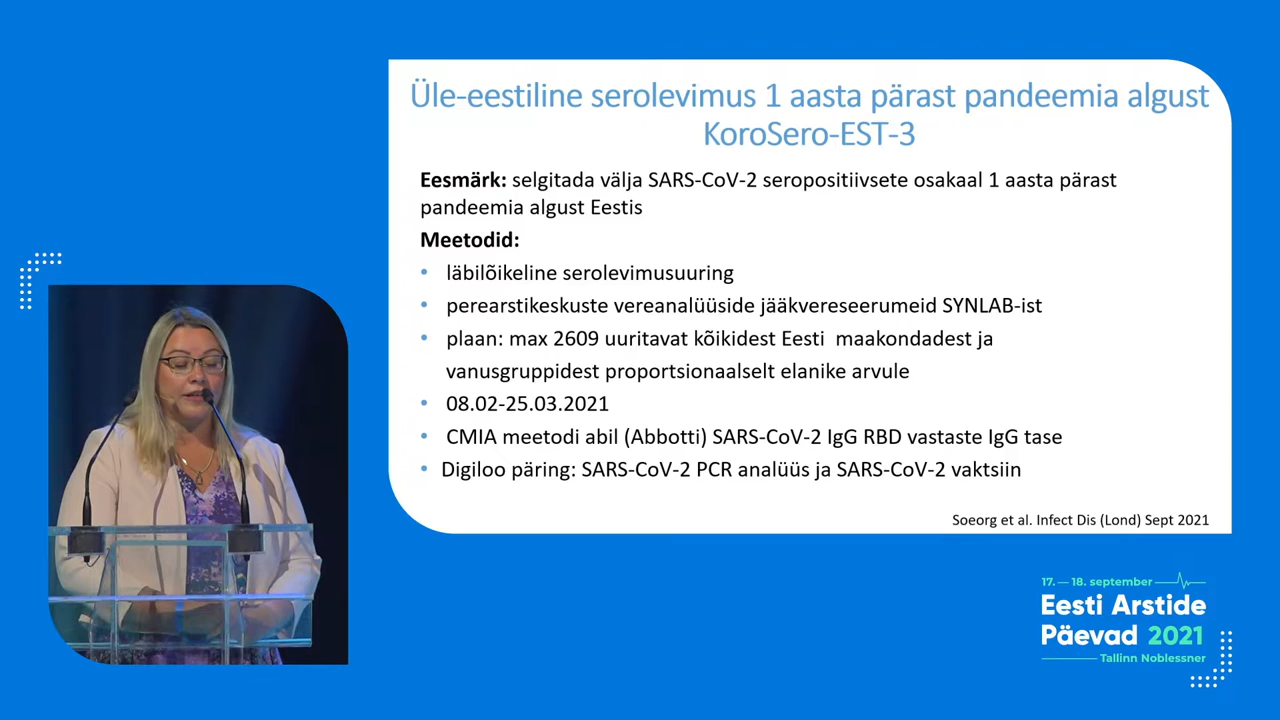 Üle-eestiline serolevimus 1 aasta pärast pandeemia algust
KoroSero-EST-3
Eesmärk: selgitada välja SARS-CoV-2 seropositiivsete osakaal 1 aasta pärast
pandeemia algust Eestis
Meetodid:
• läbilõikeline serolevimusuuring
• perearstikeskuste vereanalüüside jääkvereseerumeid SYNLAB-ist
• plaan: max 2609 uuritavat kõikidest Eesti maakondadest ja
vanusgruppidest proportsionaalselt elanike arvule
• 08.02-25.03.2021
• CMIA meetodi abil (Abbotti) SARS-CoV-2 IgG RBD vastaste IgG tase
• Digiloo päring: SARS-CoV-2 PCR analüüs ja SARS-CoV-2 vaktsiin
Soeorg et al. Infect Dis (Lond) Sept 2021
17. — 18. september
Eesti Arstide
Päevad 2021
Tallinn Noblessner